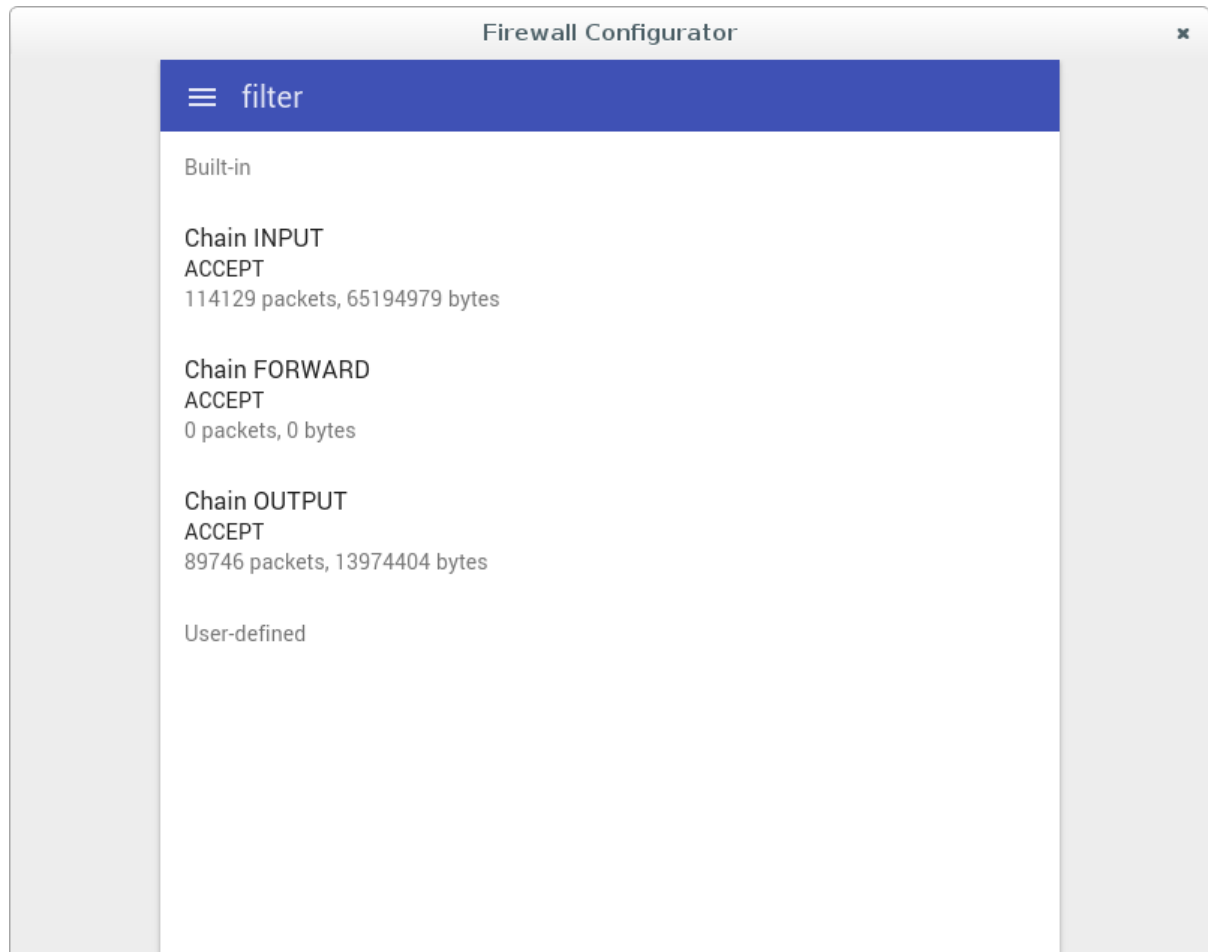 Firewall Configurator
filter
Built-in
Chain INPUT
ACCEPT
114129 packets, 65194979 bytes
Chain FORWARD
ACCEPT
0 packets, 0 bytes
Chain OUTPUT
ACCEPT
89746 packets, 13974404 bytes
User-defined